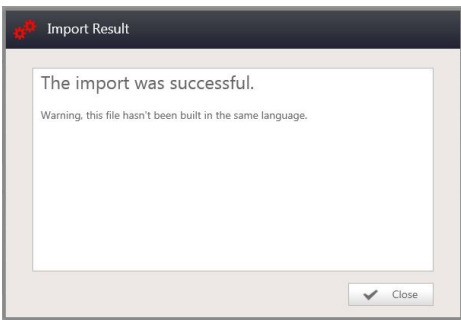 Import Result
The import was successful.
Warning, this file hasn't been built in the same language.
Close